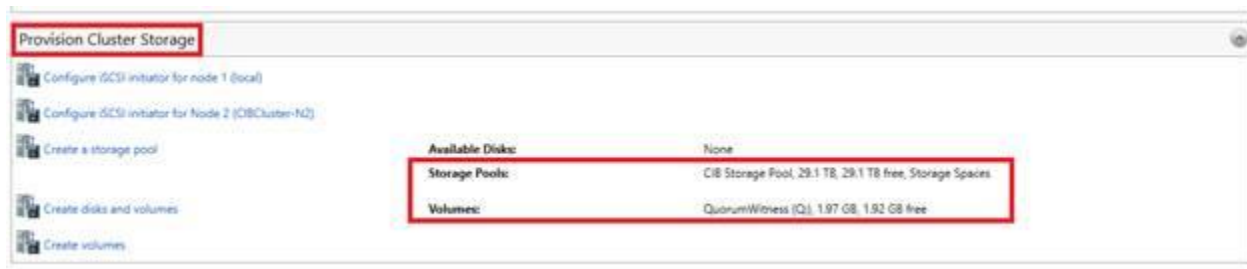 Provision Cluster Storage
Configure iSCSI initiator for node 1 (local)
Configure iSCSI initiator for Node 2 (CIBCluster-N2)
Create a storage pool
Available Disks: None
Storage Pools: CIB Storage Pool, 29.1 TB, 29.1 TB free, Storage Spaces
Create disks and volumes
Volumes: QuorumWitness (Q:), 1.97 GB, 1.92 GB free
Create volumes